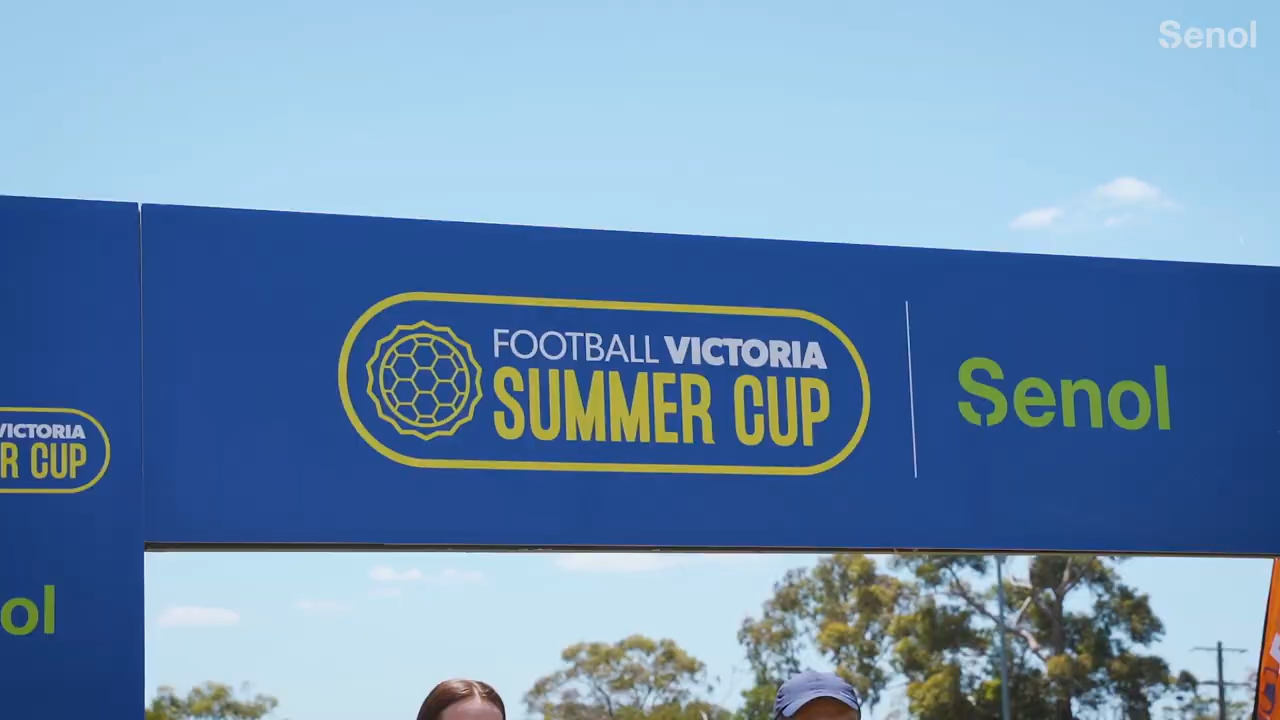 Senol
FOOTBALL VICTORIA
SUMMER CUP
Senol
VICTORIA
R CUP
ol